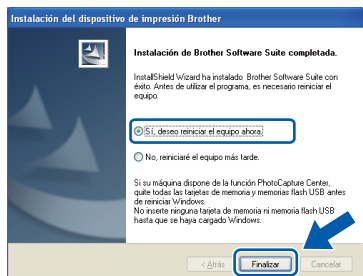 Instalación del dispositivo de impresión Brother
Instalación de Brother Software Suite completada.
InstallShield Wizard ha instalado Brother Software Suite con
éxito. Antes de utilizar el programa, es necesario reiniciar el
equipo.
Sí, deseo reiniciar el equipo ahora.
No, reiniciaré el equipo más tarde.
Si su máquina dispone de la función PhotoCapture Center,
quite todas las tarjetas de memoria y memorias flash USB antes
de reiniciar Windows.
No inserte ninguna tarjeta de memoria ni memoria flash USB
hasta que se haya cargado Windows.
< Atrás Finalizar Cancelar